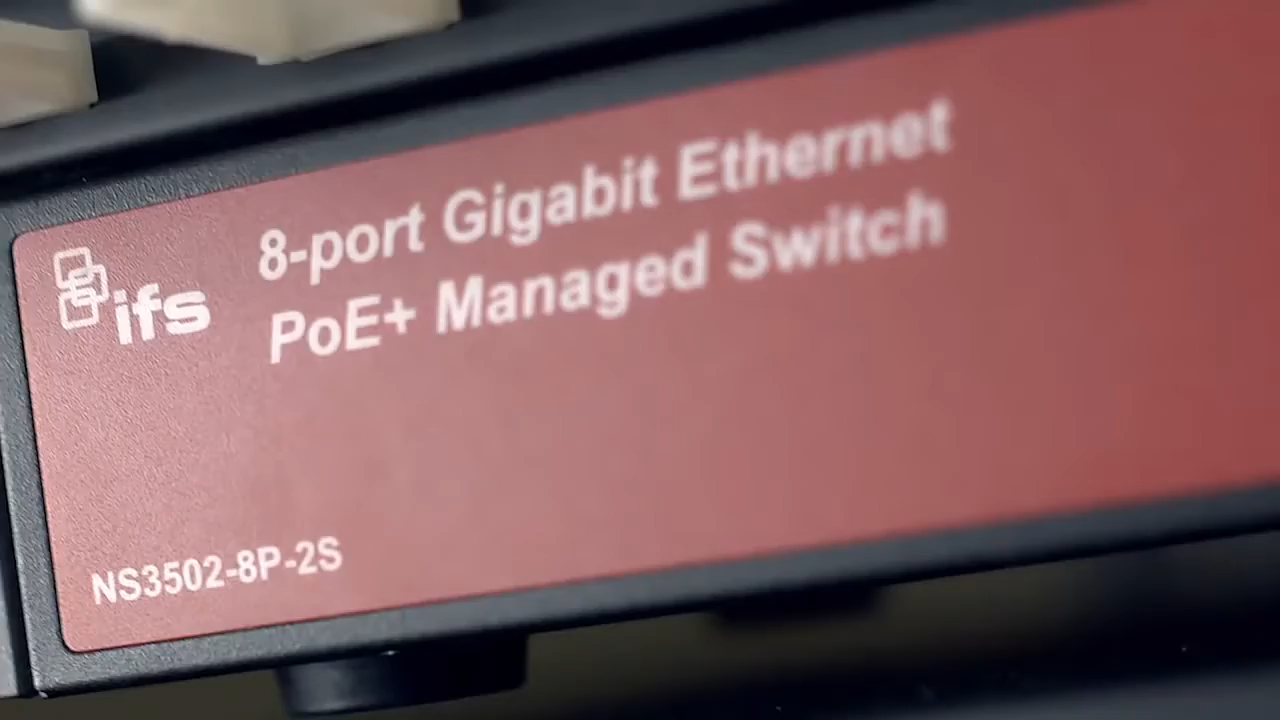 8-port Gigabit Ethernet
PoE+ Managed Switch
ifs
NS3502-8P-2S